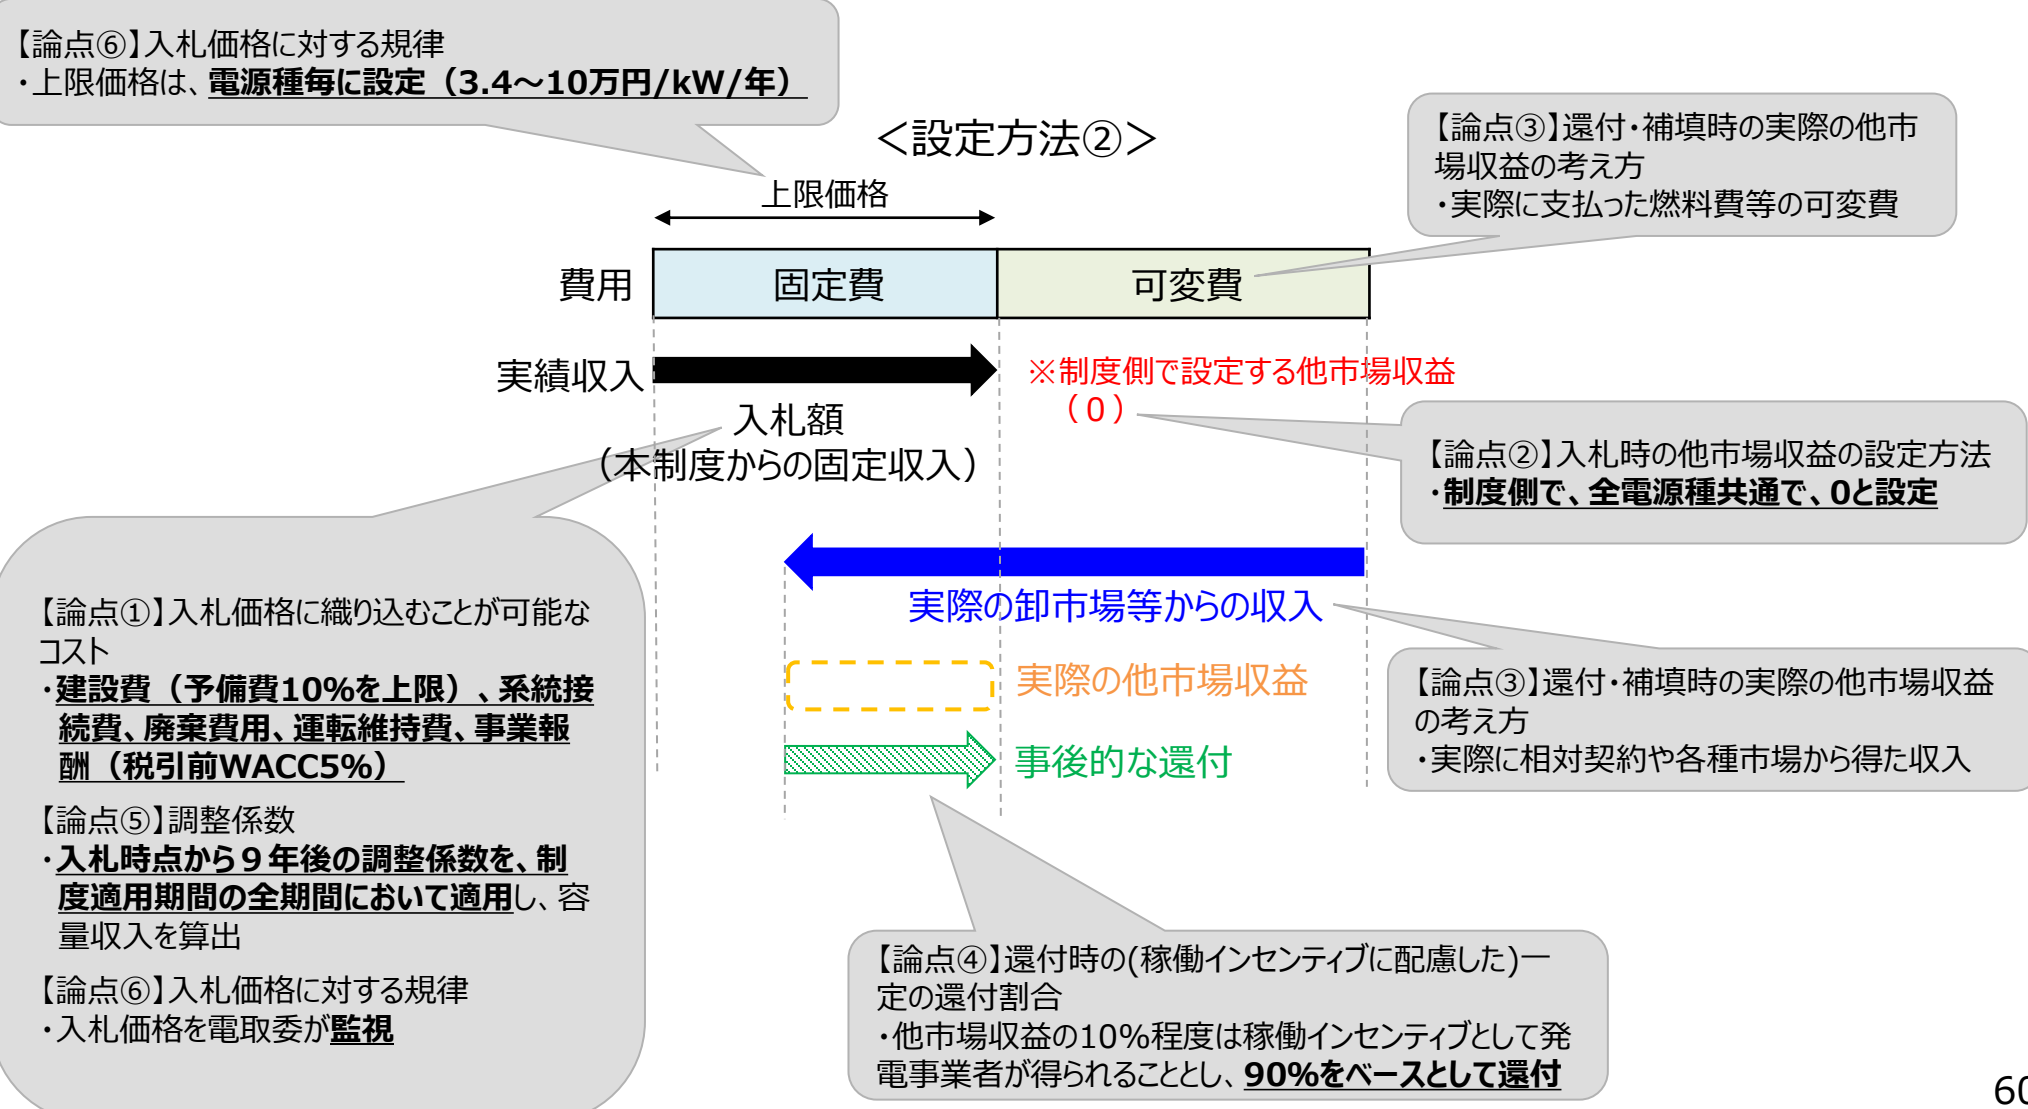 【論点⑥】入札価格に対する規律
・上限価格は、電源種毎に設定（3.4～10万円/kW/年）
＜設定方法②＞
【論点③】還付・補填時の実際の他市
場収益の考え方
・実際に支払った燃料費等の可変費
上限価格
費用
固定費
可変費
実績収入
※制度側で設定する他市場収益
（0）
入札額
（本制度からの固定収入）
【論点②】入札時の他市場収益の設定方法
・制度側で、全電源種共通で、0と設定
実際の卸市場等からの収入
【論点①】入札価格に織り込むことが可能な
コスト
・建設費（予備費10%を上限）、系統接
続費、廃棄費用、運転維持費、事業報
酬（税引前WACC5%）
【論点⑤】調整係数
・入札時点から９年後の調整係数を、制
度適用期間の全期間において適用し、容
量収入を算出
【論点⑥】入札価格に対する規律
・入札価格を電取委が監視
実際の他市場収益
事後的な還付
【論点③】還付・補填時の実際の他市場収益
の考え方
・実際に相対契約や各種市場から得た収入
【論点④】還付時の(稼働インセンティブに配慮した)一
定の還付割合
・他市場収益の10%程度は稼働インセンティブとして発
電事業者が得られることとし、90%をベースとして還付
60